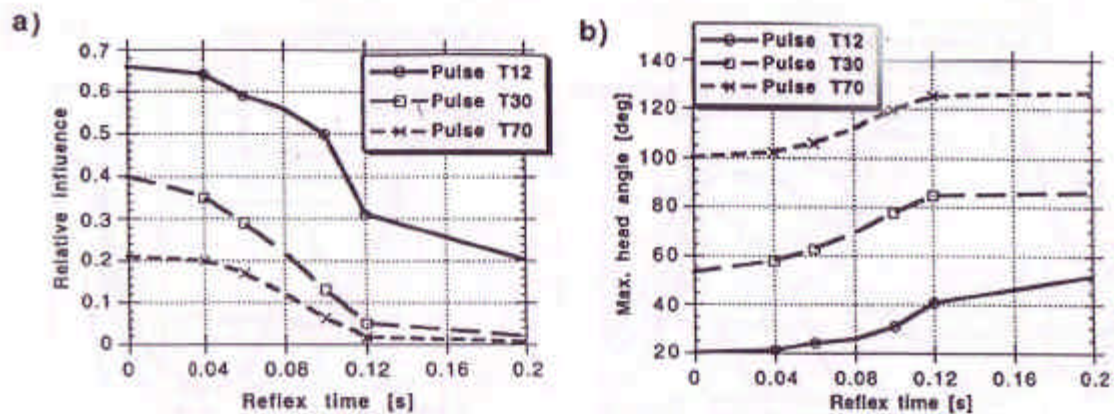 a)
0.7
0.6
0.5
0.4
0.3
0.2
0.1
0
Relative influence
Pulse T12
Pulse T30
Pulse T70
0 0.04 0.08 0.12 0.16 0.2
Reflex time [s]
b)
140
120
100
80
60
40
20
Max. head angle [deg]
Pulse T12
Pulse T30
Pulse T70
0 0.04 0.08 0.12 0.16 0.2
Reflex time [s]